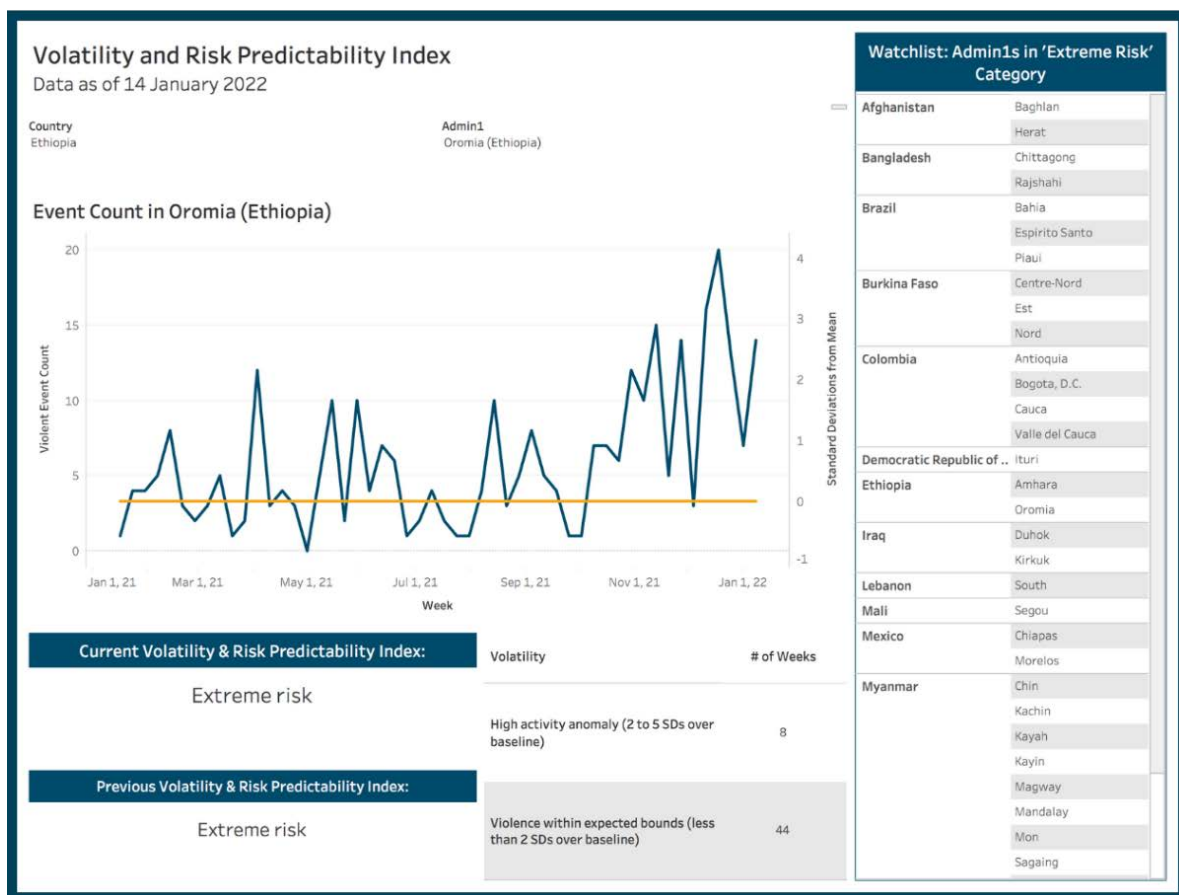 Volatility and Risk Predictability Index
Data as of 14 January 2022
Country
Ethiopia
Admin1
Oromia (Ethiopia)
Event Count in Oromia (Ethiopia)
Violent Event Count
20
15
10
5
0
4
3
2
1
0
-1
Standard Deviations from Mean
Jan 1, 21
Mar 1, 21
May 1, 21
Jul 1, 21
Sep 1, 21
Nov 1, 21
Jan 1, 22
Week
Current Volatility & Risk Predictability Index:
Extreme risk
Previous Volatility & Risk Predictability Index:
Extreme risk
Volatility # of Weeks
High activity anomaly (2 to 5 SDs over
baseline)
8
Violence within expected bounds (less
than 2 SDs over baseline)
44
Watchlist: Admin1s in 'Extreme Risk'
Category
Afghanistan Baghlan
Herat
Bangladesh Chittagong
Rajshahi
Brazil Bahia
Espirito Santo
Piaui
Burkina Faso Centre-Nord
Est
Nord
Colombia Antioquia
Bogota, D.C.
Cauca
Valle del Cauca
Democratic Republic of .. Ituri
Ethiopia Amhara
Oromia
Iraq Duhok
Kirkuk
Lebanon South
Mali Segou
Mexico Chiapas
Morelos
Myanmar Chin
Kachin
Kayah
Kayin
Magway
Mandalay
Mon
Sagaing